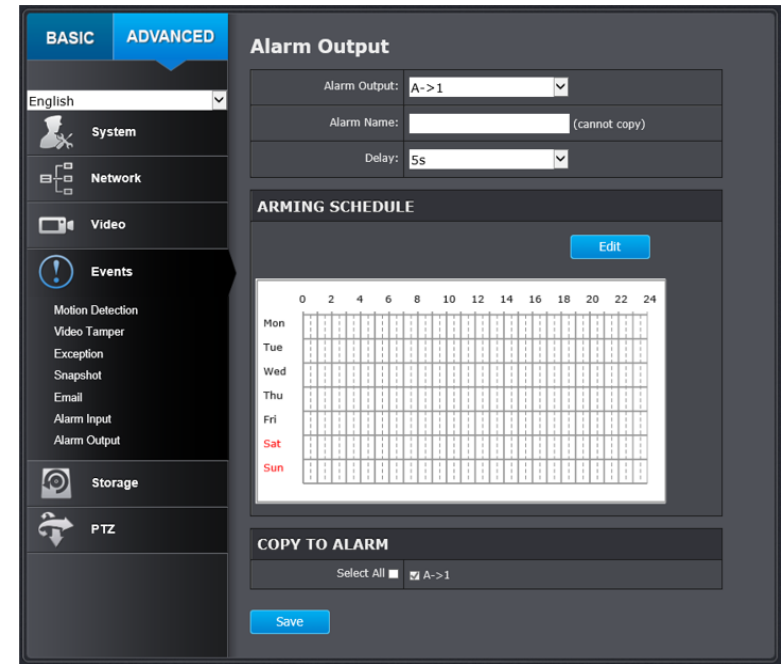 BASIC ADVANCED
English
System
Network
Video
Events
Motion Detection
Video Tamper
Exception
Snapshot
Email
Alarm Input
Alarm Output
Storage
PTZ
Alarm Output
Alarm Output: A->1
Alarm Name: (cannot copy)
Delay: 5s
ARMING SCHEDULE
Edit
0 2 4 6 8 10 12 14 16 18 20 22 24
Mon
Tue
Wed
Thu
Fri
Sat
Sun
COPY TO ALARM
Select All A->1
Save